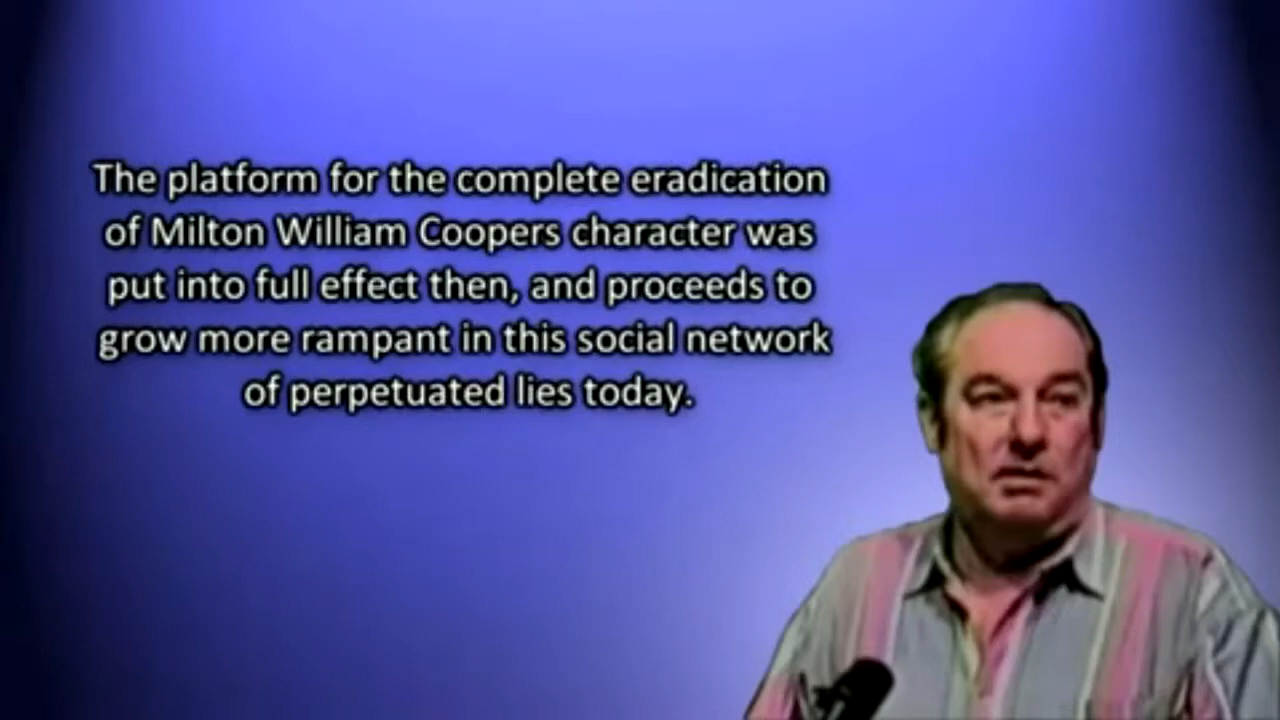 The platform for the complete eradication
of Milton William Coopers character was
put into full effect then, and proceeds to
grow more rampant in this social network
of perpetuated lies today.